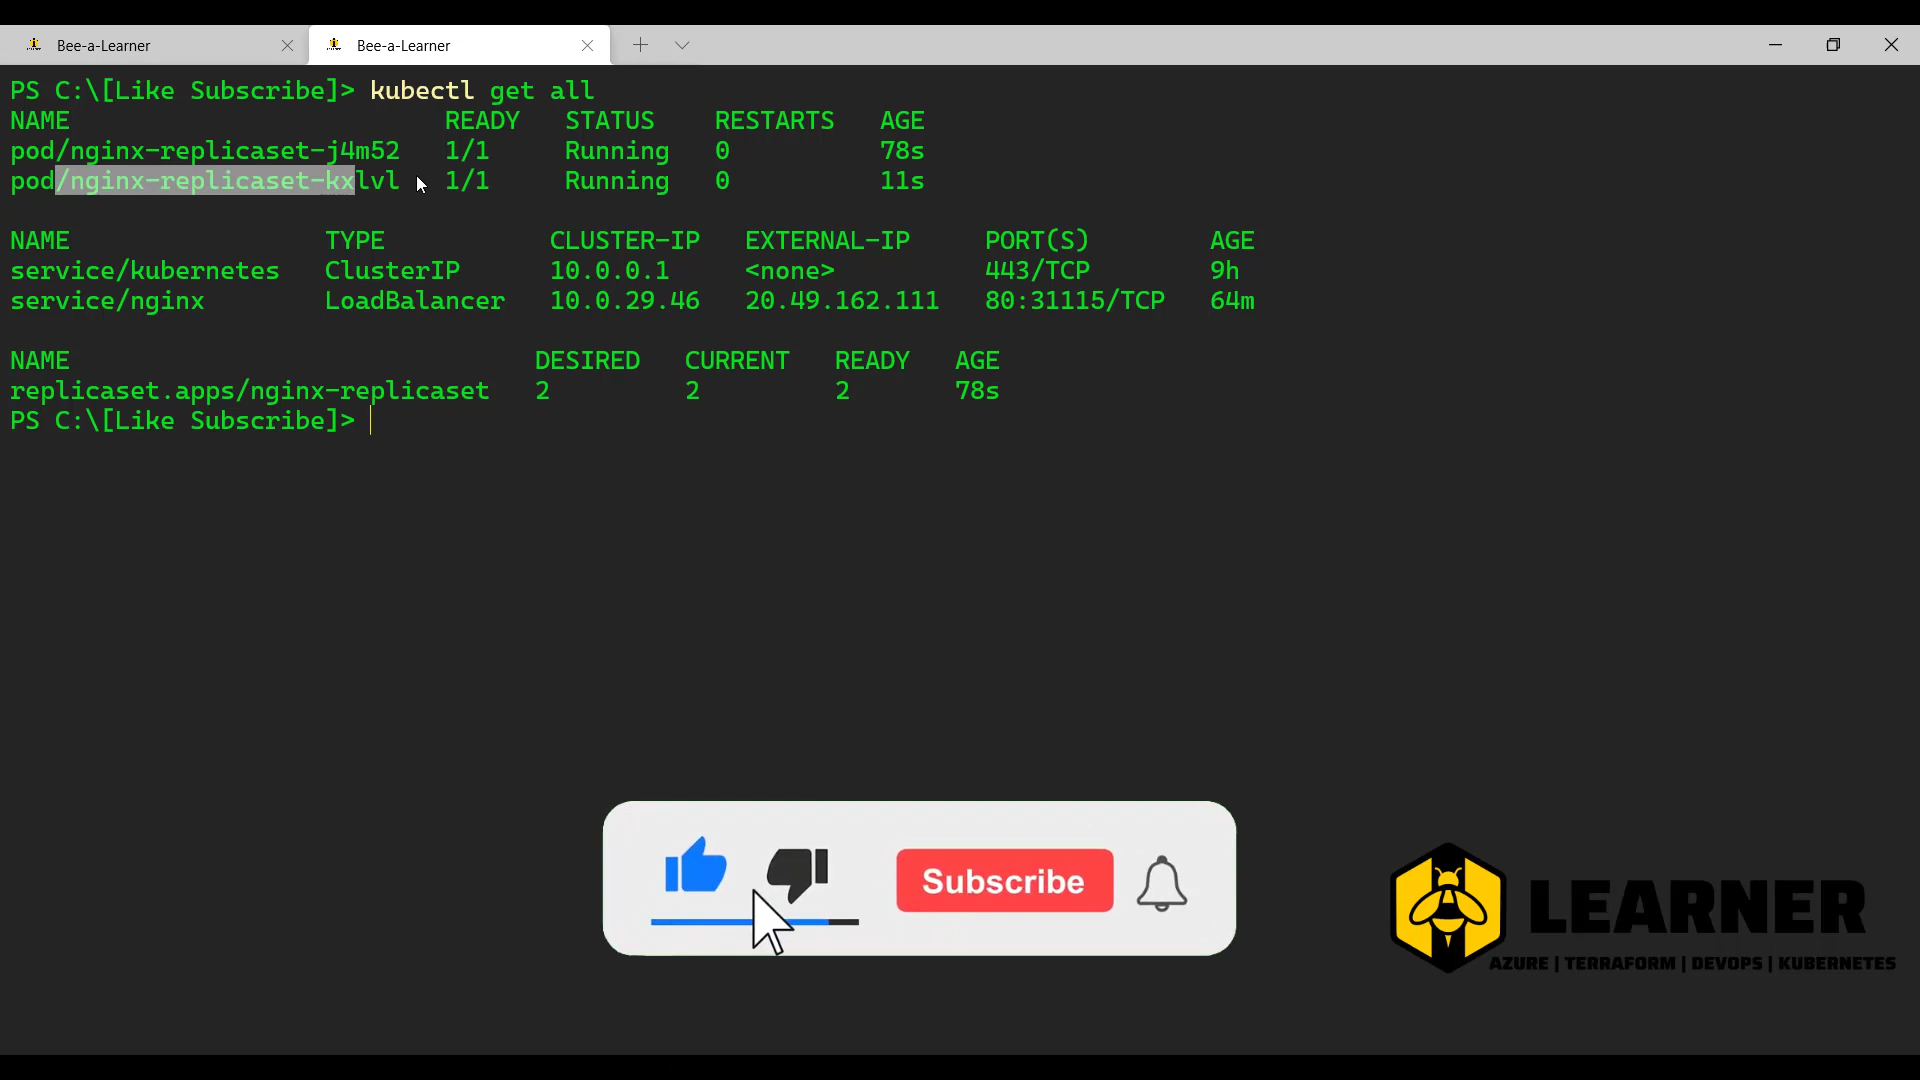 Bee-a-Learner
Bee-a-Learner
PS C:\[Like Subscribe]> kubectl get all
NAME READY STATUS RESTARTS AGE
pod/nginx-replicaset-j4m52 1/1 Running 0 78s
pod/nginx-replicaset-kxlvl 1/1 Running 0 11s
NAME TYPE CLUSTER-IP EXTERNAL-IP PORT(S) AGE
service/kubernetes ClusterIP 10.0.0.1 <none> 443/TCP 9h
service/nginx LoadBalancer 10.0.29.46 20.49.162.111 80:31115/TCP 64m
NAME DESIRED CURRENT READY AGE
replicaset.apps/nginx-replicaset 2 2 2 78s
PS C:\[Like Subscribe]>
Subscribe
LEARNER
AZURE | TERRAFORM | DEVOPS | KUBERNETES